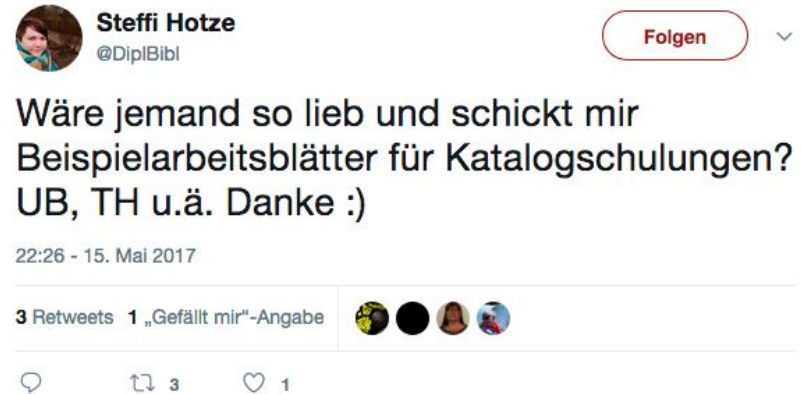 Steffi Hotze
@DiplBibl
Folgen
Wäre jemand so lieb und schickt mir
Beispielarbeitsblätter für Katalogschulungen?
UB, TH u.ä. Danke :)
22:26 - 15. Mai 2017
3 Retweets 1 „Gefällt mir“-Angabe
3 1